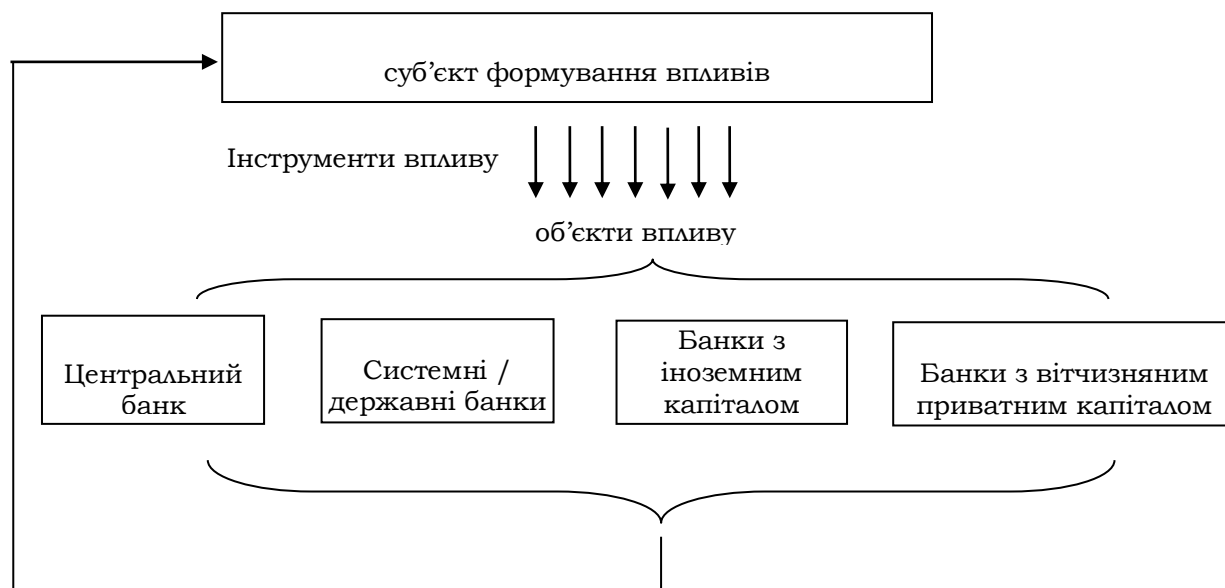 суб’єкт формування впливів
Інструменти впливу
об’єкти впливу
Центральний
банк
Системні /
державні банки
Банки з
іноземним
капіталом
Банки з вітчизняним
приватним капіталом